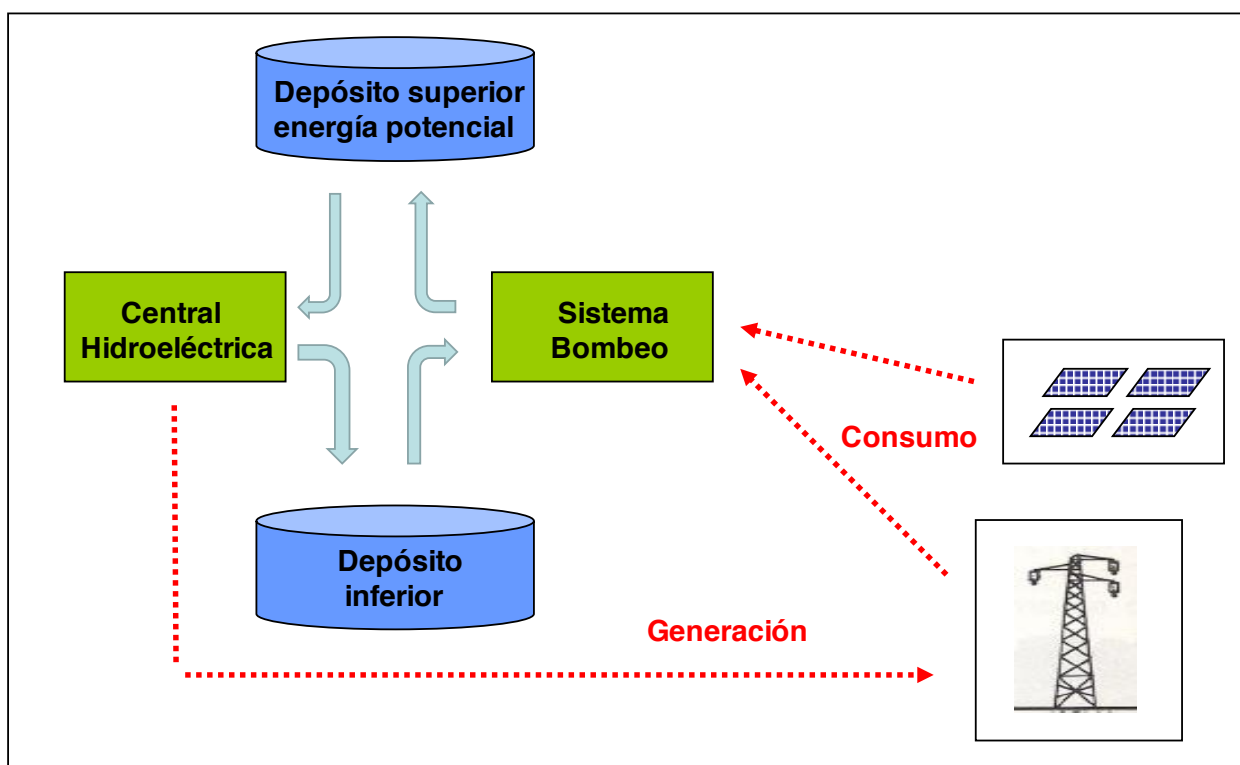 Depósito superior
energía potencial
Central
Hidroeléctrica
Sistema
Bombeo
Consumo
Depósito
inferior
Generación